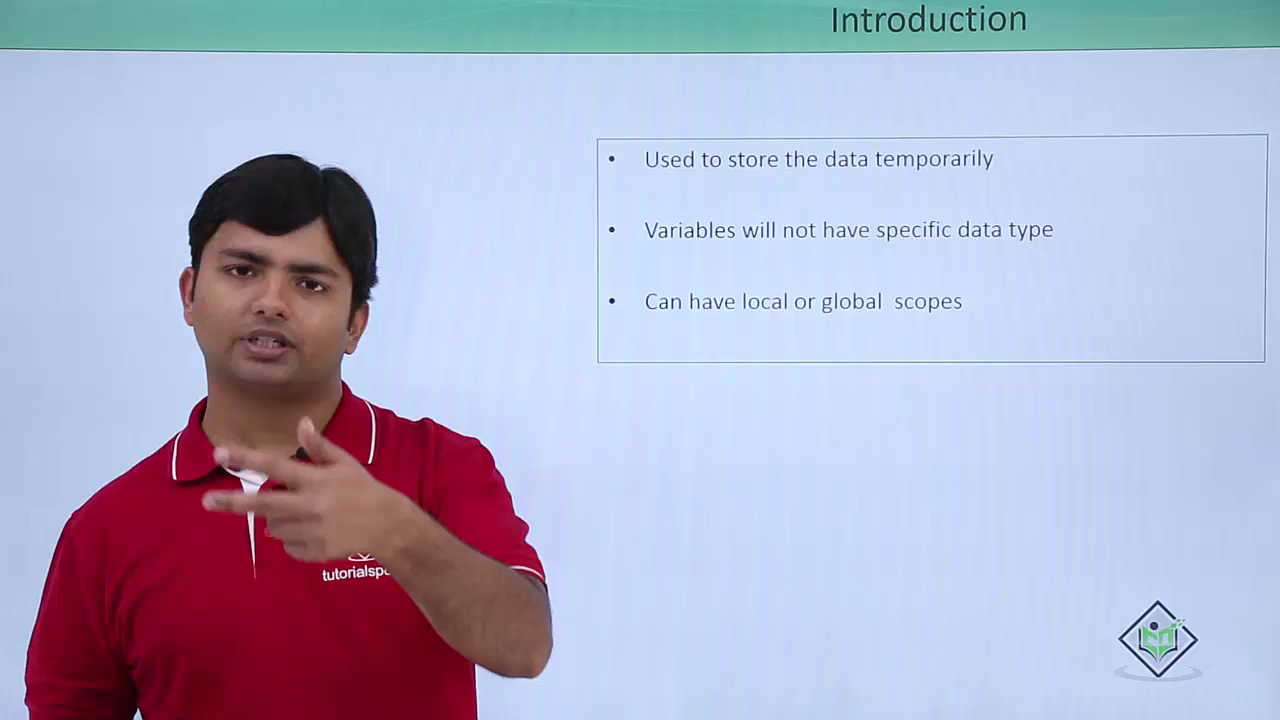 Introduction
• Used to store the data temporarily
• Variables will not have specific data type
• Can have local or global scopes
tutorialspo